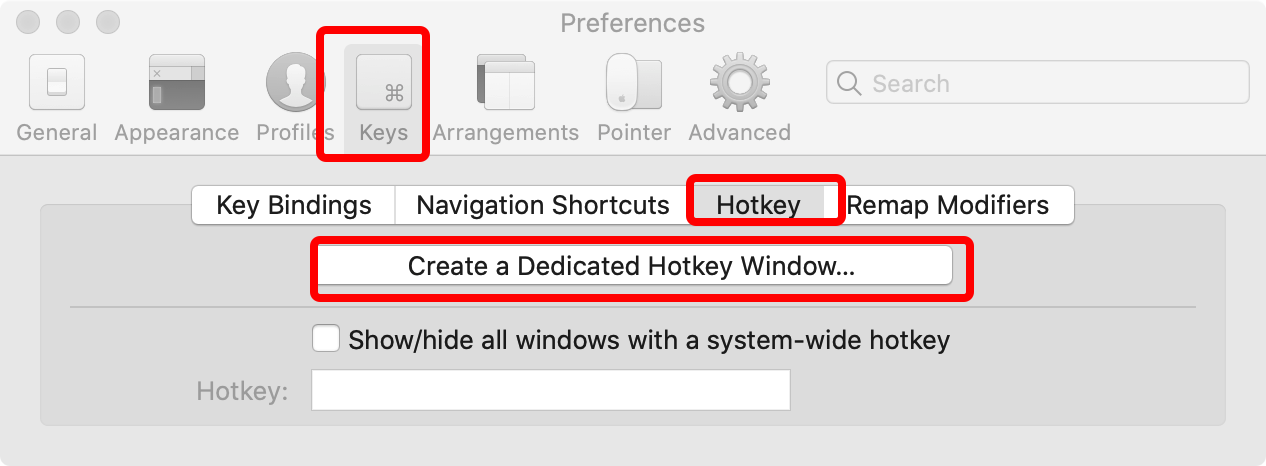 Preferences
General Appearance Profiles Keys Arrangements Pointer Advanced Search
Key Bindings Navigation Shortcuts Hotkey Remap Modifiers
Create a Dedicated Hotkey Window...
Show/hide all windows with a system-wide hotkey
Hotkey: